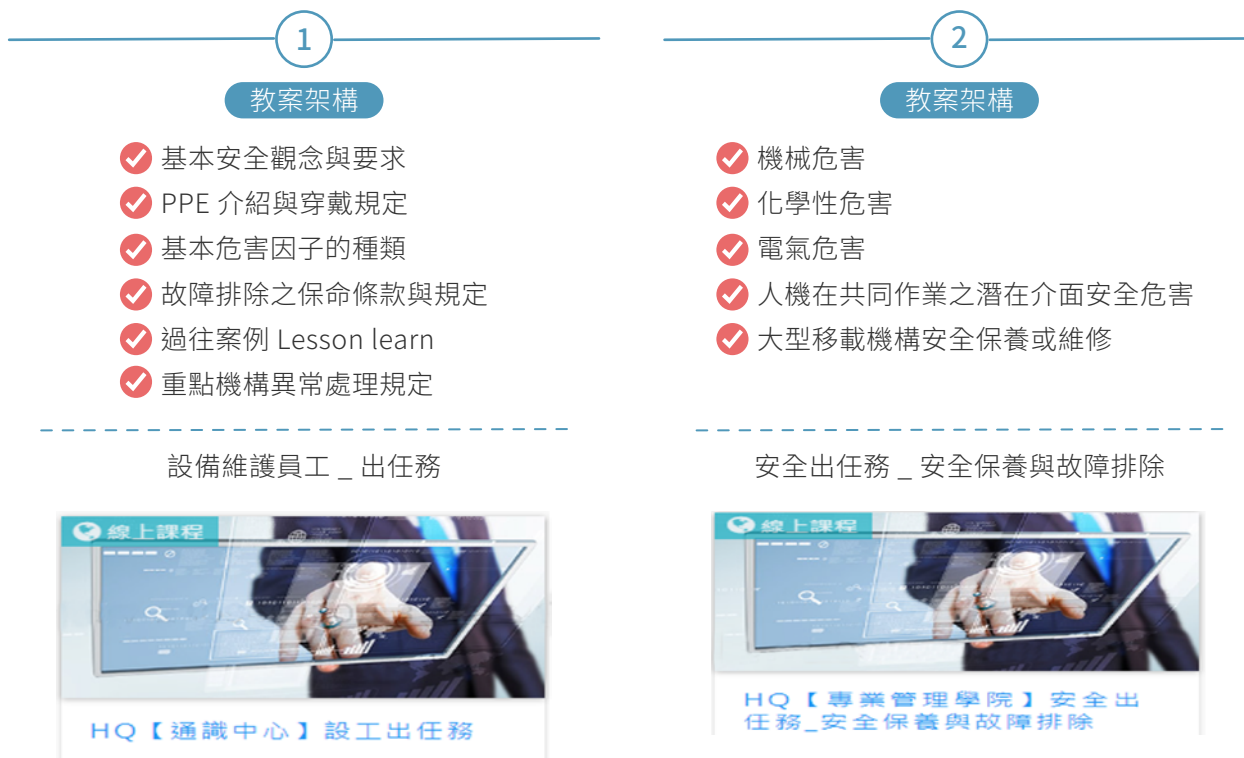 1
教案架構
基本安全觀念與要求
PPE 介紹與穿戴規定
基本危害因子的種類
故障排除之保命條款與規定
過往案例 Lesson learn
重點機構異常處理規定
設備維護員工 _ 出任務
線上課程
HQ【通識中心】設工出任務
2
教案架構
機械危害
化學性危害
電氣危害
人機在共同作業之潛在介面安全危害
大型移載機構安全保養或維修
安全出任務 _ 安全保養與故障排除
線上課程
HQ【專業管理學院】安全出
任務_安全保養與故障排除